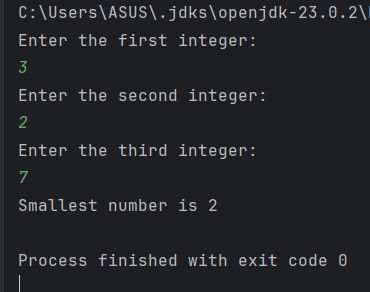 C:\Users\ASUS\.jdks\openjdk-23.0.2\
Enter the first integer:
3
Enter the second integer:
2
Enter the third integer:
7
Smallest number is 2
Process finished with exit code 0